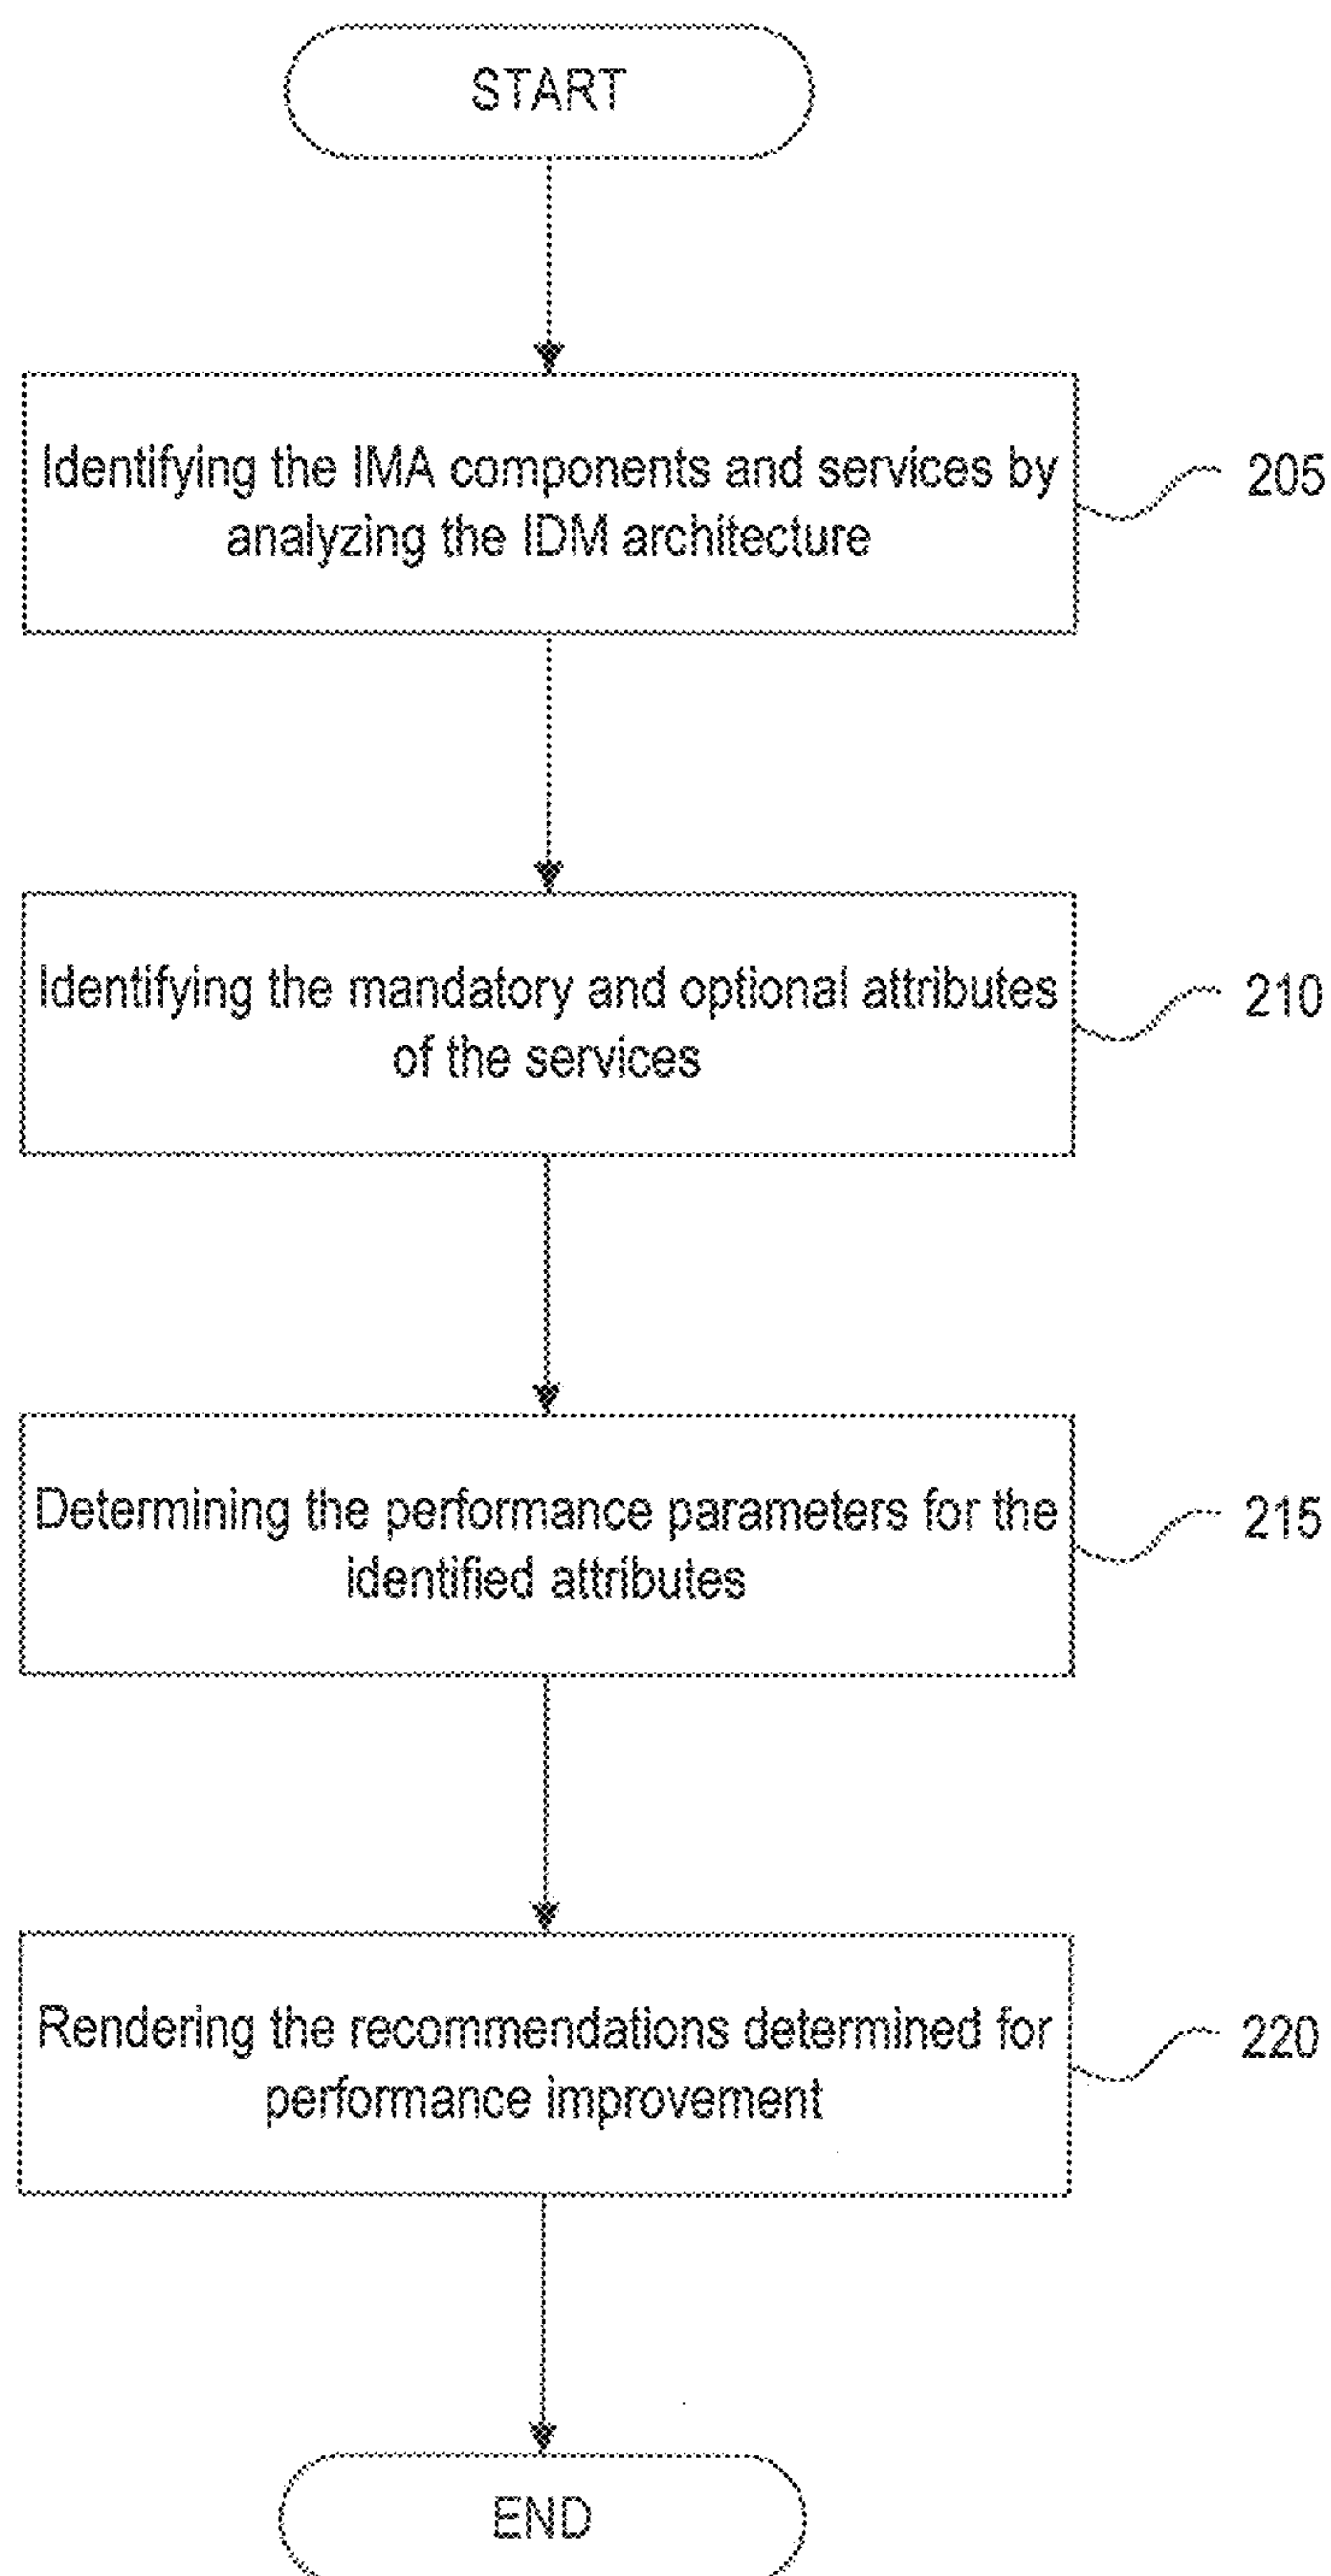 START
Identifying the IMA components and services by
analyzing the IDM architecture
205
Identifying the mandatory and optional attributes
of the services
210
Determining the performance parameters for the
identified attributes
215
Rendering the recommendations determined for
performance improvement
220
END